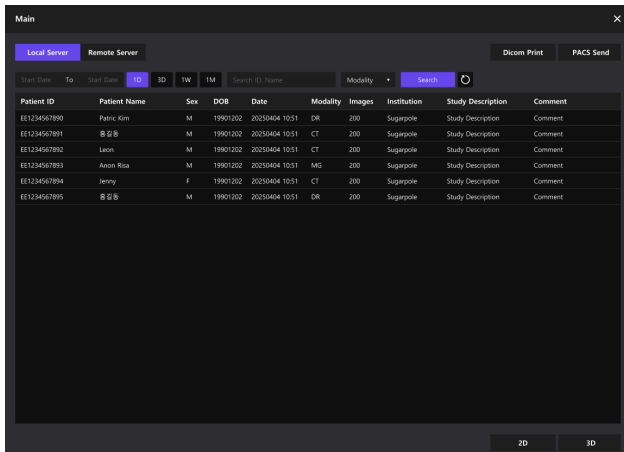 Main
Local Server Remote Server Dicom Print PACS Send
Start Date To Start Date 1D 3D 1W 1M Search ID. Name Modality Search
Patient ID Patient Name Sex DOB Date Modality Images Institution Study Description Comment
EE1234567890 Patric Kim M 19901202 20250404 10:51 DR 200 Sugarpole Study Description Comment
EE1234567891 홍길동 M 19901202 20250404 10:51 CT 200 Sugarpole Study Description Comment
EE1234567892 Leon M 19901202 20250404 10:51 CT 200 Sugarpole Study Description Comment
EE1234567893 Anon Risa M 19901202 20250404 10:51 MG 200 Sugarpole Study Description Comment
EE1234567894 Jenny F 19901202 20250404 10:51 CT 200 Sugarpole Study Description Comment
EE1234567895 홍길동 M 19901202 20250404 10:51 DR 200 Sugarpole Study Description Comment
2D 3D